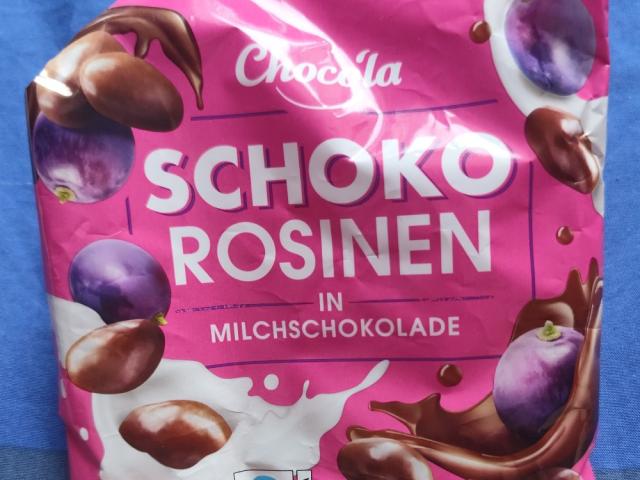 Chocola
SCHOKO
ROSINEN
IN
MILCHSCHOKOLADE